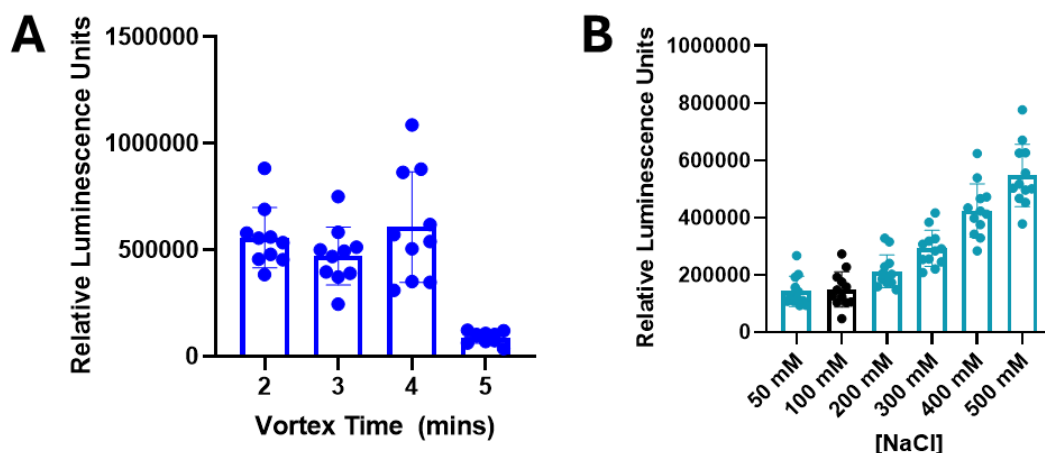 A
Relative Luminescence Units
1500000
1000000
500000
0
2 3 4 5
Vortex Time (mins)
B
Relative Luminescence Units
1000000
800000
600000
400000
200000
0
50 mM
100 mM
200 mM
300 mM
400 mM
500 mM
[NaCl]